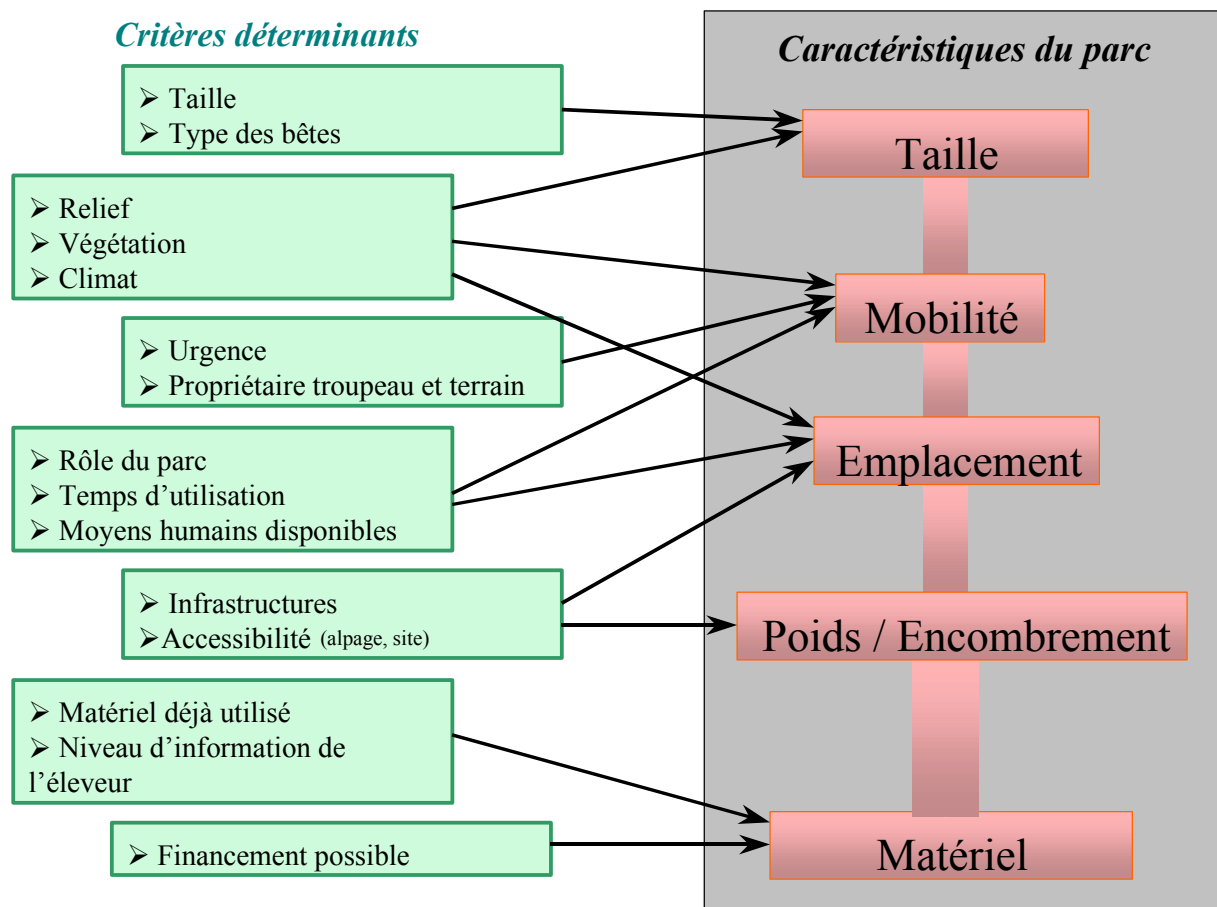 Critères déterminants
➢ Taille
➢ Type des bêtes
➢ Relief
➢ Végétation
➢ Climat
➢ Urgence
➢ Propriétaire troupeau et terrain
➢ Rôle du parc
➢ Temps d’utilisation
➢ Moyens humains disponibles
➢ Infrastructures
➢Accessibilité (alpage, site)
➢ Matériel déjà utilisé
➢ Niveau d’information de
l’éleveur
➢ Financement possible
Caractéristiques du parc
Taille
Mobilité
Emplacement
Poids / Encombrement
Matériel